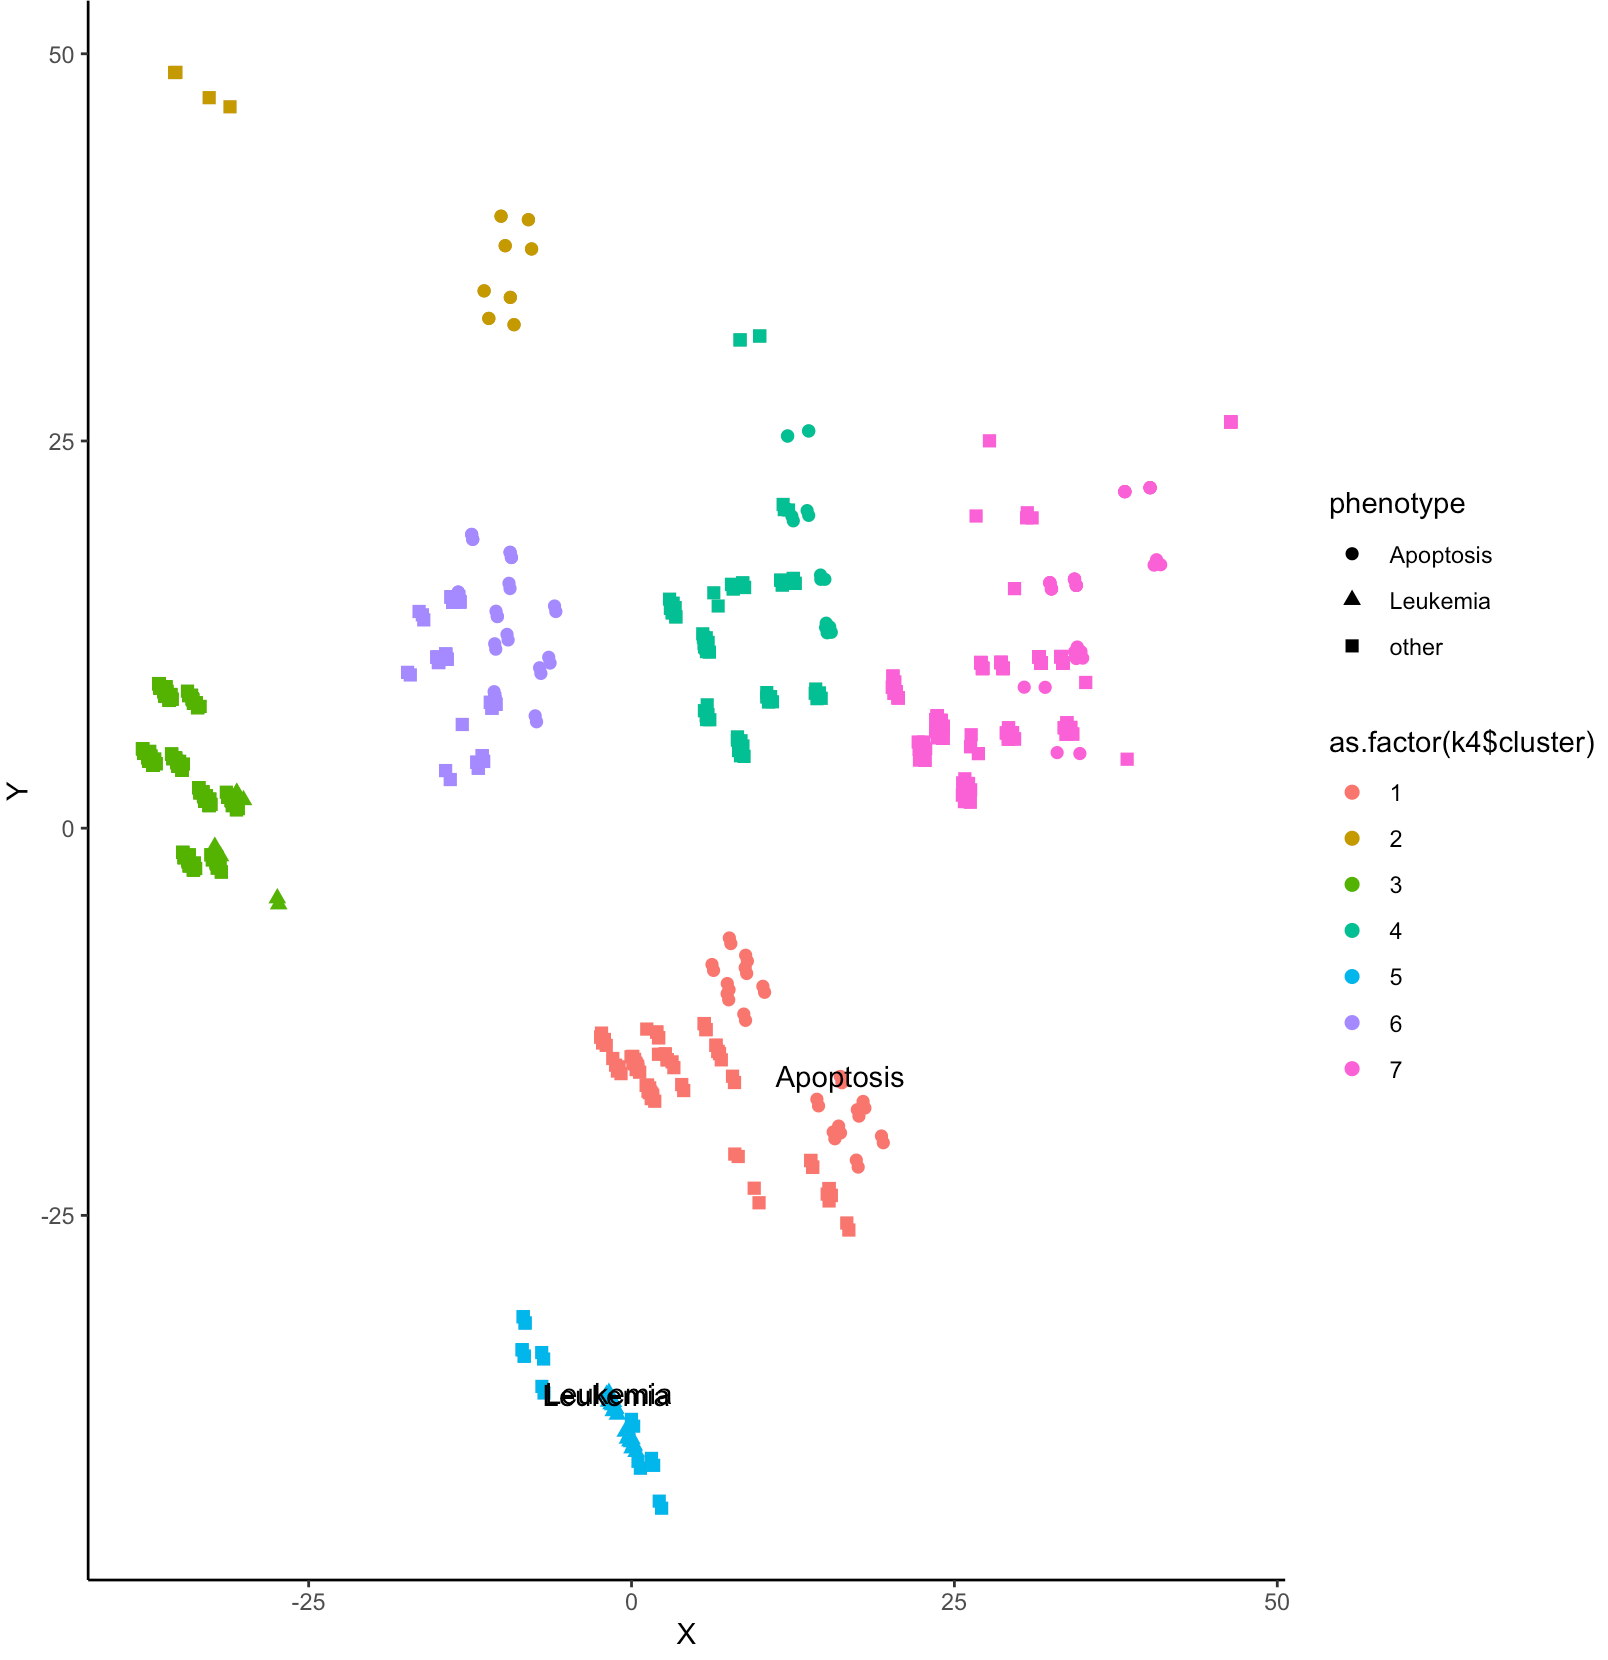 50
25
0
-25
Y
-25
0
25
50
X
Apoptosis
Leukemia
Leukemia
phenotype
Apoptosis
Leukemia
other
as.factor(k4$cluster)
1
2
3
4
5
6
7